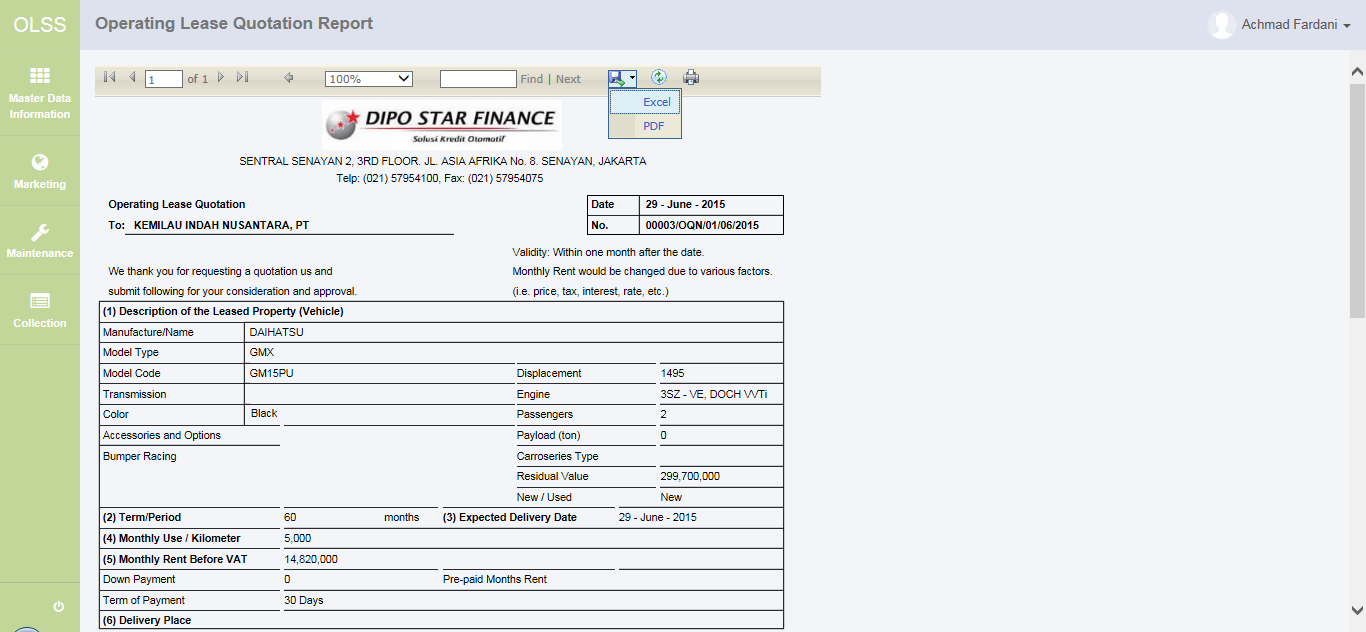 OLSS
Operating Lease Quotation Report
Achmad Fardani
Master Data
Information
Marketing
Maintenance
Collection
1 of 1 100% Find | Next
Excel
PDF
DIPO STAR FINANCE
Solusi Kredit Otomotif
SENTRAL SENAYAN 2, 3RD FLOOR. JL. ASIA AFRIKA No. 8. SENAYAN, JAKARTA
Telp: (021) 57954100, Fax: (021) 57954075
Operating Lease Quotation
Date 29 - June - 2015
To: KEMILAU INDAH NUSANTARA, PT
No. 00003/OQN/01/06/2015
Validity: Within one month after the date.
We thank you for requesting a quotation us and
Monthly Rent would be changed due to various factors.
submit following for your consideration and approval.
(i.e. price, tax, interest, rate, etc.)
(1) Description of the Leased Property (Vehicle)
Manufacture/Name DAIHATSU
Model Type GMX
Model Code GM15PU Displacement 1495
Transmission Engine 3SZ - VE, DOCH VVTi
Color Black Passengers 2
Accessories and Options Payload (ton) 0
Bumper Racing Carroseries Type
Residual Value 299,700,000
New / Used New
(2) Term/Period 60 months (3) Expected Delivery Date 29 - June - 2015
(4) Monthly Use / Kilometer 5,000
(5) Monthly Rent Before VAT 14,820,000
Down Payment 0 Pre-paid Months Rent
Term of Payment 30 Days
(6) Delivery Place